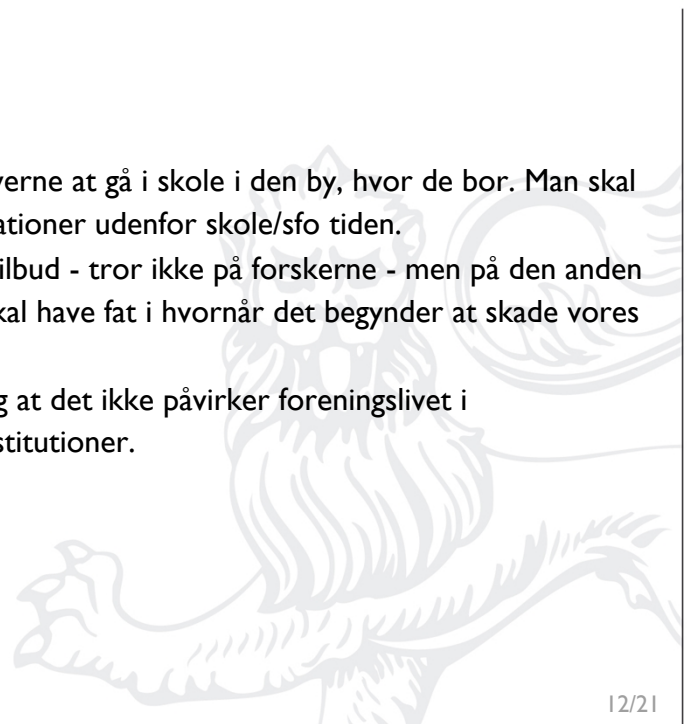 verne at gå i skole i den by, hvor de bor. Man skal
ationer udenfor skole/sfo tiden.
ilbud - tror ikke på forskerne - men på den anden
kal have fat i hvornår det begynder at skade vores
g at det ikke påvirker foreningslivet i
stitutioner.
12/21